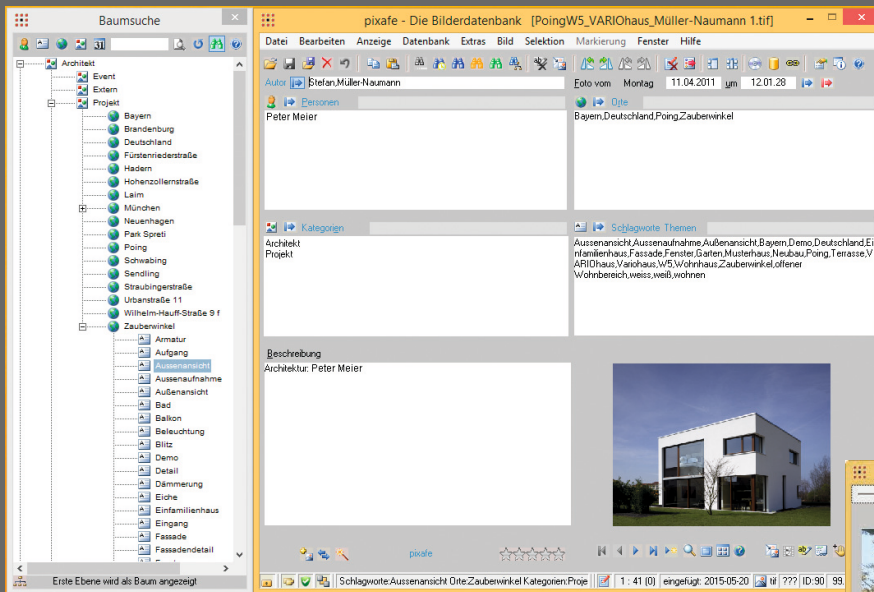 Baumsuche
31
Architekt
Event
Extern
Projekt
Bayern
Brandenburg
Deutschland
Fürstenriederstraße
Hadern
Hohenzollernstraße
Laim
München
Neuenhagen
Park Spreti
Poing
Schwabing
Sendling
Straubingerstraße
Urbanstraße 11
Wilhelm-Hauff-Straße 9 f
Zauberwinkel
Armatur
Aufgang
Aussenansicht
Aussenaufnahme
Außenansicht
Bad
Balkon
Beleuchtung
Blitz
Demo
Detail
Dämmerung
Eiche
Einfamilienhaus
Eingang
Fassade
Fassadendetail
Erste Ebene wird als Baum angezeigt
pixafe - Die Bilderdatenbank [PoingW5_VARIOhaus_Müller-Naumann 1.tif]
Datei Bearbeiten Anzeige Datenbank Extras Bild Selektion Markierung Fenster Hilfe
Autor Stefan,Müller-Naumann
Foto vom Montag 11.04.2011 um 12.01.28
Personen
Peter Meier
Orte
Bayern,Deutschland,Poing,Zauberwinkel
Kategorien
Architekt
Projekt
Schlagworte Themen
Aussenansicht,Aussenaufnahme,Außenansicht,Bayern,Demo,Deutschland,Ei
nfamilienhaus,Fassade,Fenster,Garten,Musterhaus,Neubau,Poing,Terrasse,V
ARIOhaus,Variohaus,W5,Wohnhaus,Zauberwinkel,offener
Wohnbereich,weiss,weiß,wohnen
Beschreibung
Architektur: Peter Meier
pixafe
Schlagworte:Aussenansicht Orte:Zauberwinkel Kategorien:Proje 1 : 41 (0) eingefügt: 2015-05-20 tif ??? ID:90 99.